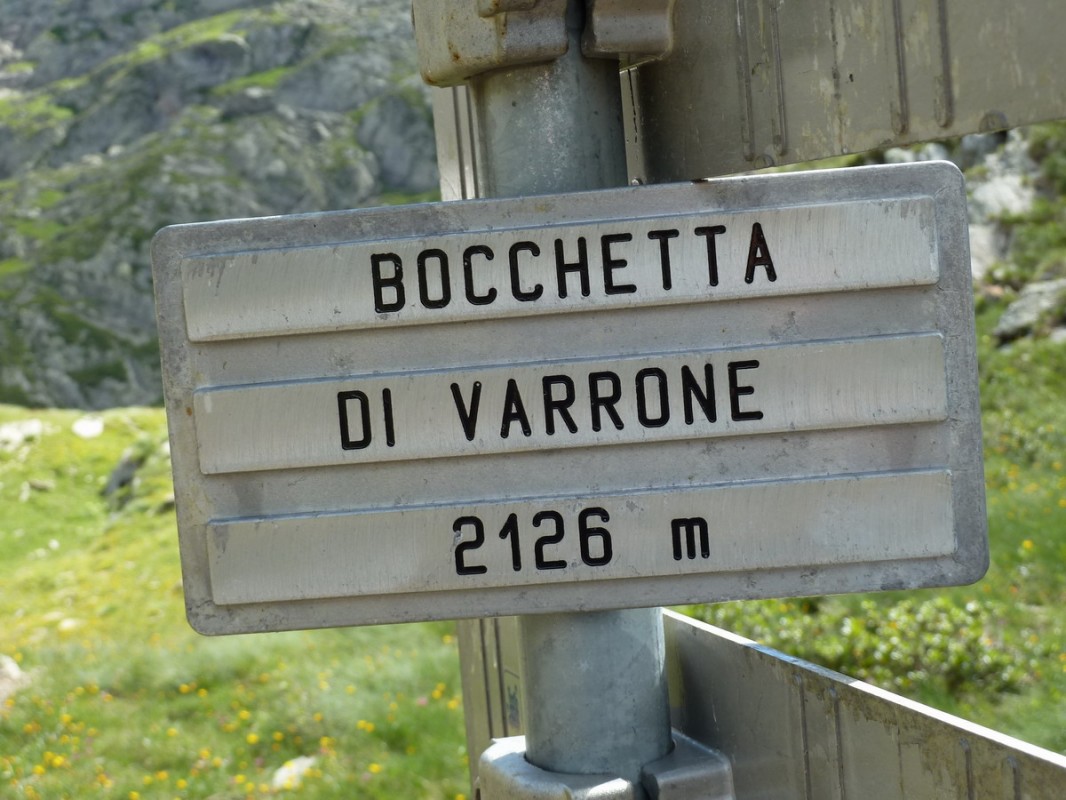 BOCCHETTA
DI VARRONE
2126 m